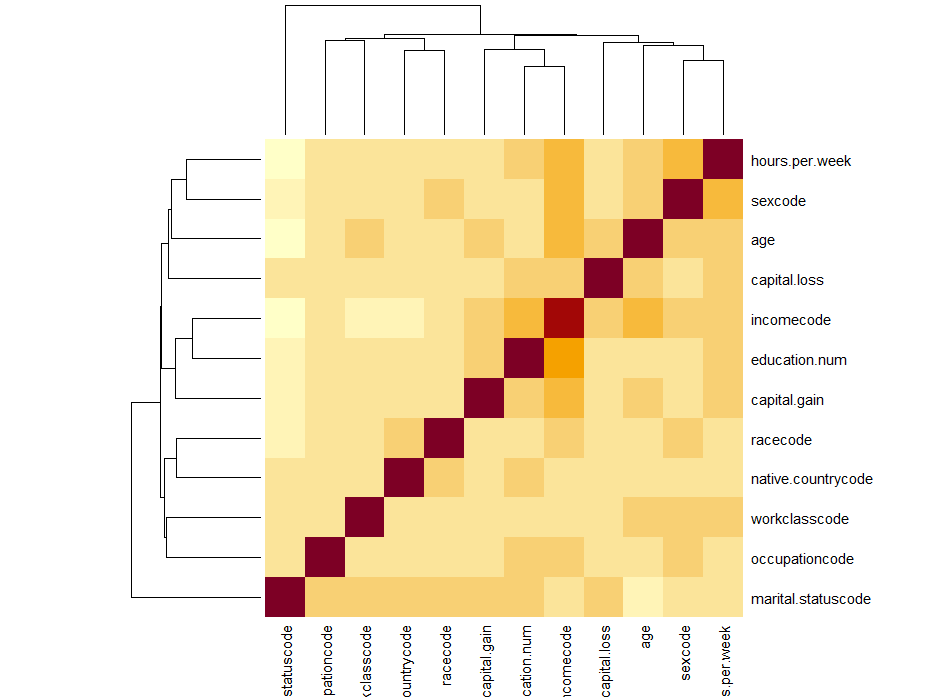 hours.per.week
sexcode
age
capital.loss
incomecode
education.num
capital.gain
racecode
native.countrycode
workclasscode
occupationcode
marital.statuscode
statuscode
pationcode
kclasscode
ountrycode
racecode
capital.gain
cation.num
ncomecode
capital.loss
age
sexcode
s.per.week